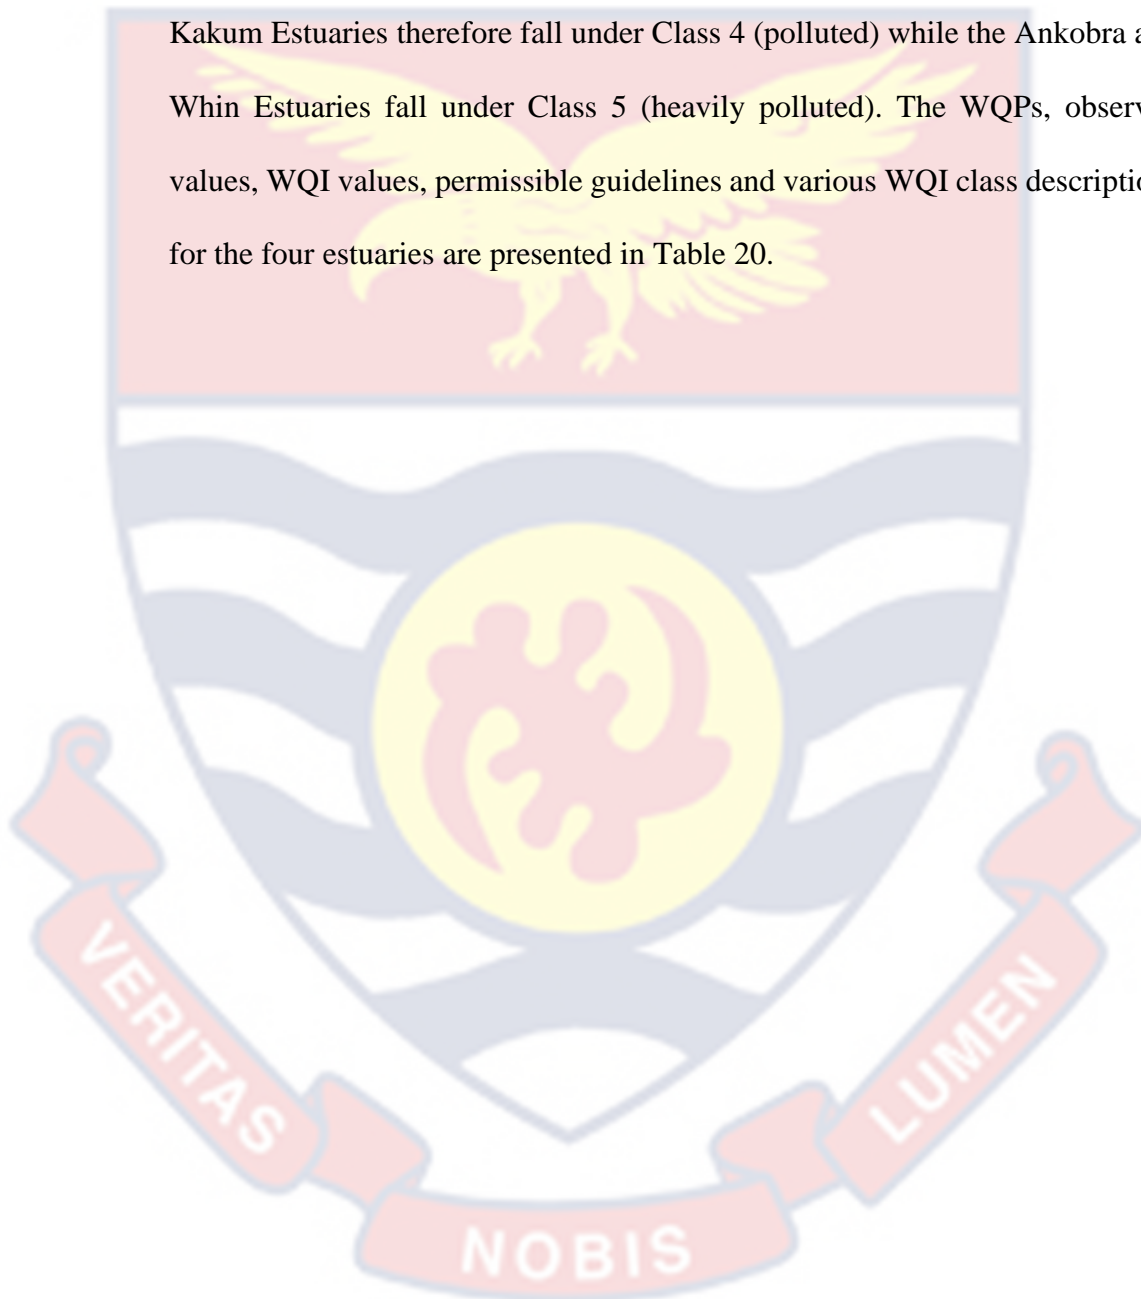 Kakum Estuaries therefore fall under Class 4 (polluted) while the Ankobra a
Whin Estuaries fall under Class 5 (heavily polluted). The WQPs, observ
values, WQI values, permissible guidelines and various WQI class descriptio
for the four estuaries are presented in Table 20.
VERITAS
NOBIS
LUMEN